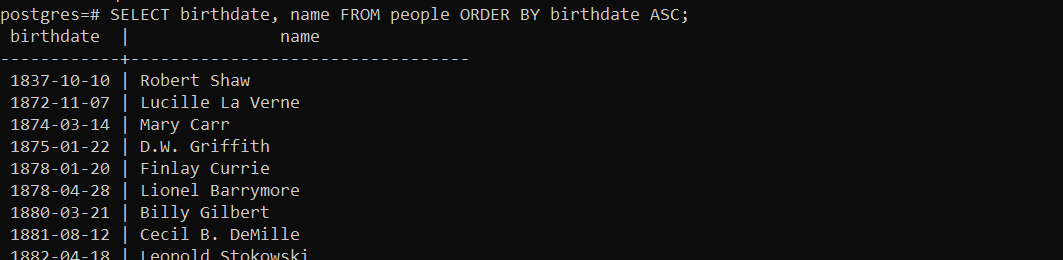 postgres=# SELECT birthdate, name FROM people ORDER BY birthdate ASC;
 birthdate  |              name
------------+----------------------------------
 1837-10-10 | Robert Shaw
 1872-11-07 | Lucille La Verne
 1874-03-14 | Mary Carr
 1875-01-22 | D.W. Griffith
 1878-01-20 | Finlay Currie
 1878-04-28 | Lionel Barrymore
 1880-03-21 | Billy Gilbert
 1881-08-12 | Cecil B. DeMille
 1882-04-18 | Leopold Stokowski